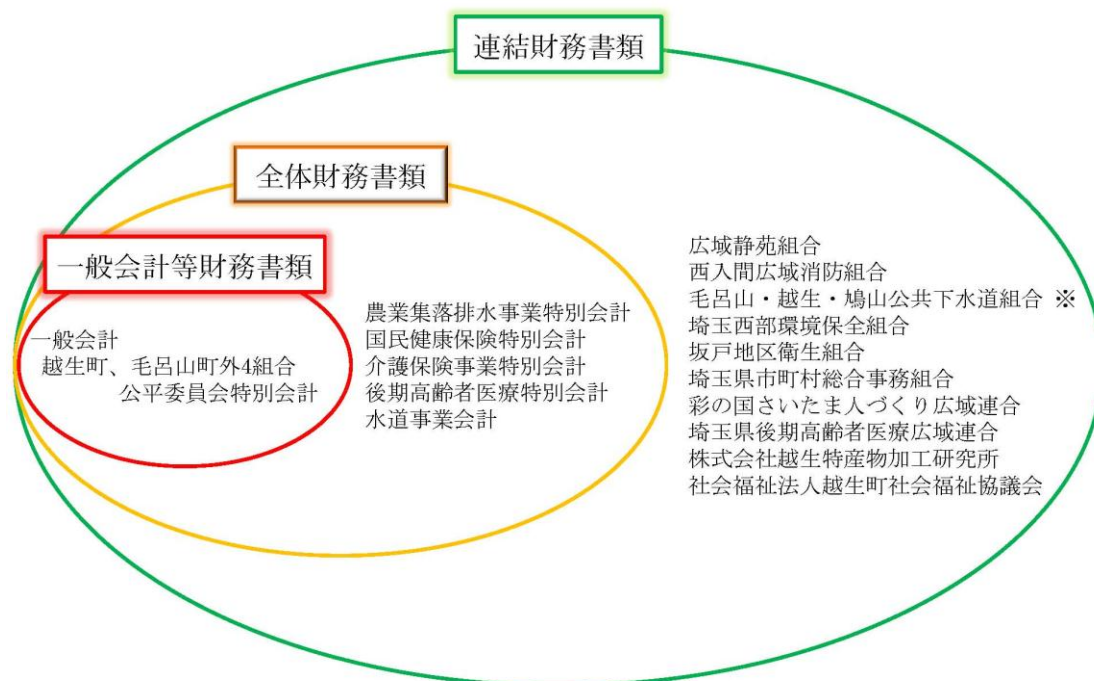 連結財務書類
全体財務書類
一般会計等財務書類
一般会計
越生町、毛呂山町外4組合
公平委員会特別会計
農業集落排水事業特別会計
国民健康保険特別会計
介護保険事業特別会計
後期高齢者医療特別会計
水道事業会計
広域静苑組合
西入間広域消防組合
毛呂山・越生・鳩山公共下水道組合 ※
埼玉西部環境保全組合
坂戸地区衛生組合
埼玉県市町村総合事務組合
彩の国さいたま人づくり広域連合
埼玉県後期高齢者医療広域連合
株式会社越生特産物加工研究所
社会福祉法人越生町社会福祉協議会